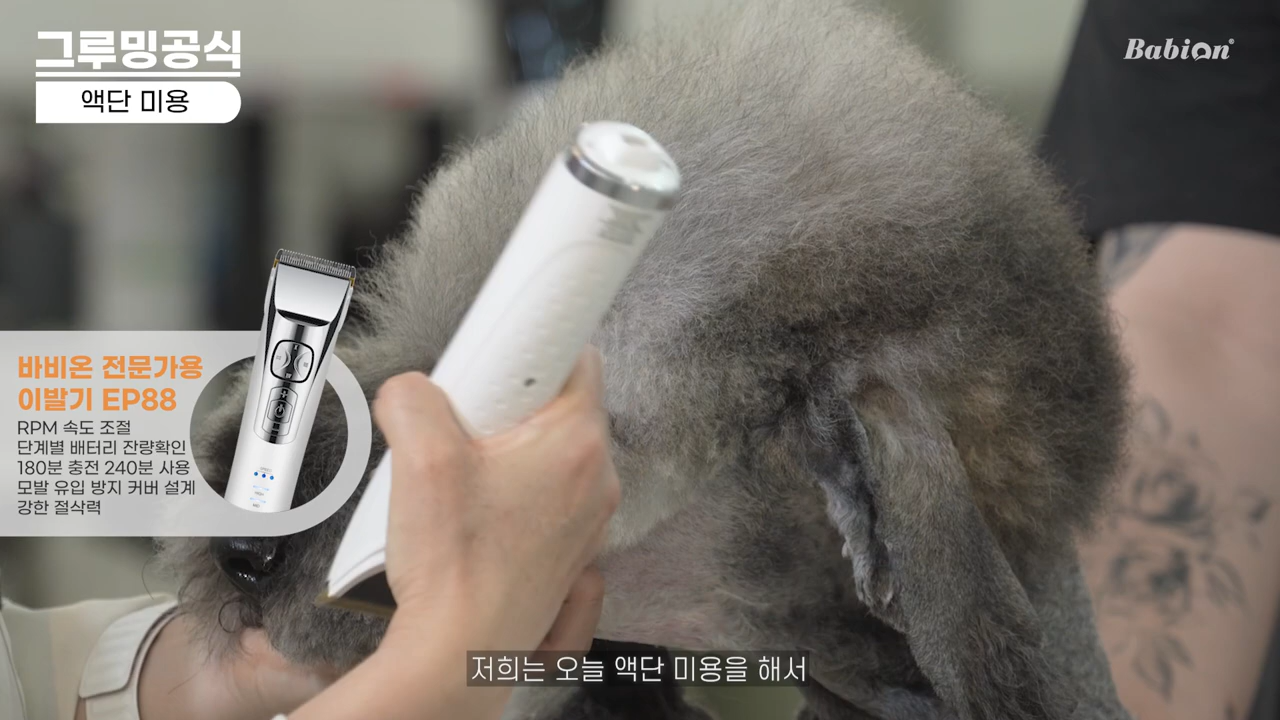 그루밍공식
액단 미용
Babion®
바비온 전문가용
이발기 EP88
RPM 속도 조절
단계별 배터리 잔량확인
180분 충전 240분 사용
모발 유입 방지 커버 설계
강한 절삭력
저희는 오늘 액단 미용을 해서